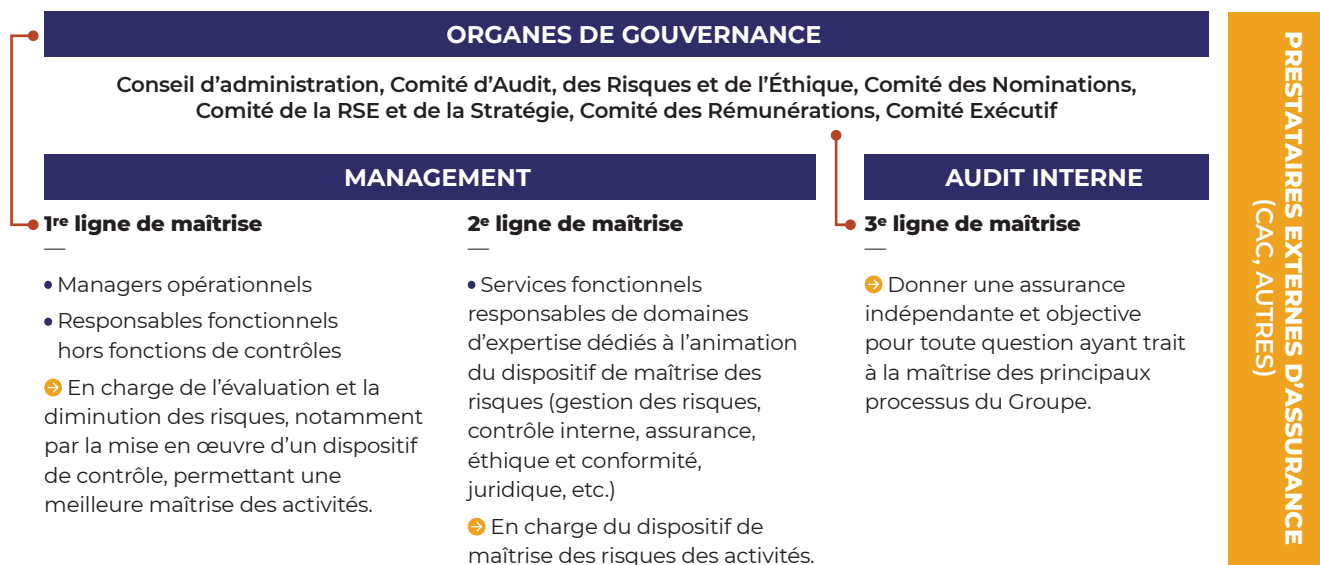 ORGANES DE GOUVERNANCE
Conseil d'administration, Comité d'Audit, des Risques et de l'Éthique, Comité des Nominations,
Comité de la RSE et de la Stratégie, Comité des Rémunérations, Comité Exécutif
MANAGEMENT
1re ligne de maîtrise
—
• Managers opérationnels
• Responsables fonctionnels
hors fonctions de contrôles
En charge de l'évaluation et la
diminution des risques, notamment
par la mise en œuvre d'un dispositif
de contrôle, permettant une
meilleure maîtrise des activités.
2e ligne de maîtrise
—
• Services fonctionnels
responsables de domaines
d'expertise dédiés à l'animation
du dispositif de maîtrise des
risques (gestion des risques,
contrôle interne, assurance,
éthique et conformité,
juridique, etc.)
En charge du dispositif de
maîtrise des risques des activités.
AUDIT INTERNE
3e ligne de maîtrise
—
Donner une assurance
indépendante et objective
pour toute question ayant trait
à la maîtrise des principaux
processus du Groupe.
PRESTATAIRES EXTERNES D'ASSURANCE
(CAC, AUTRES)